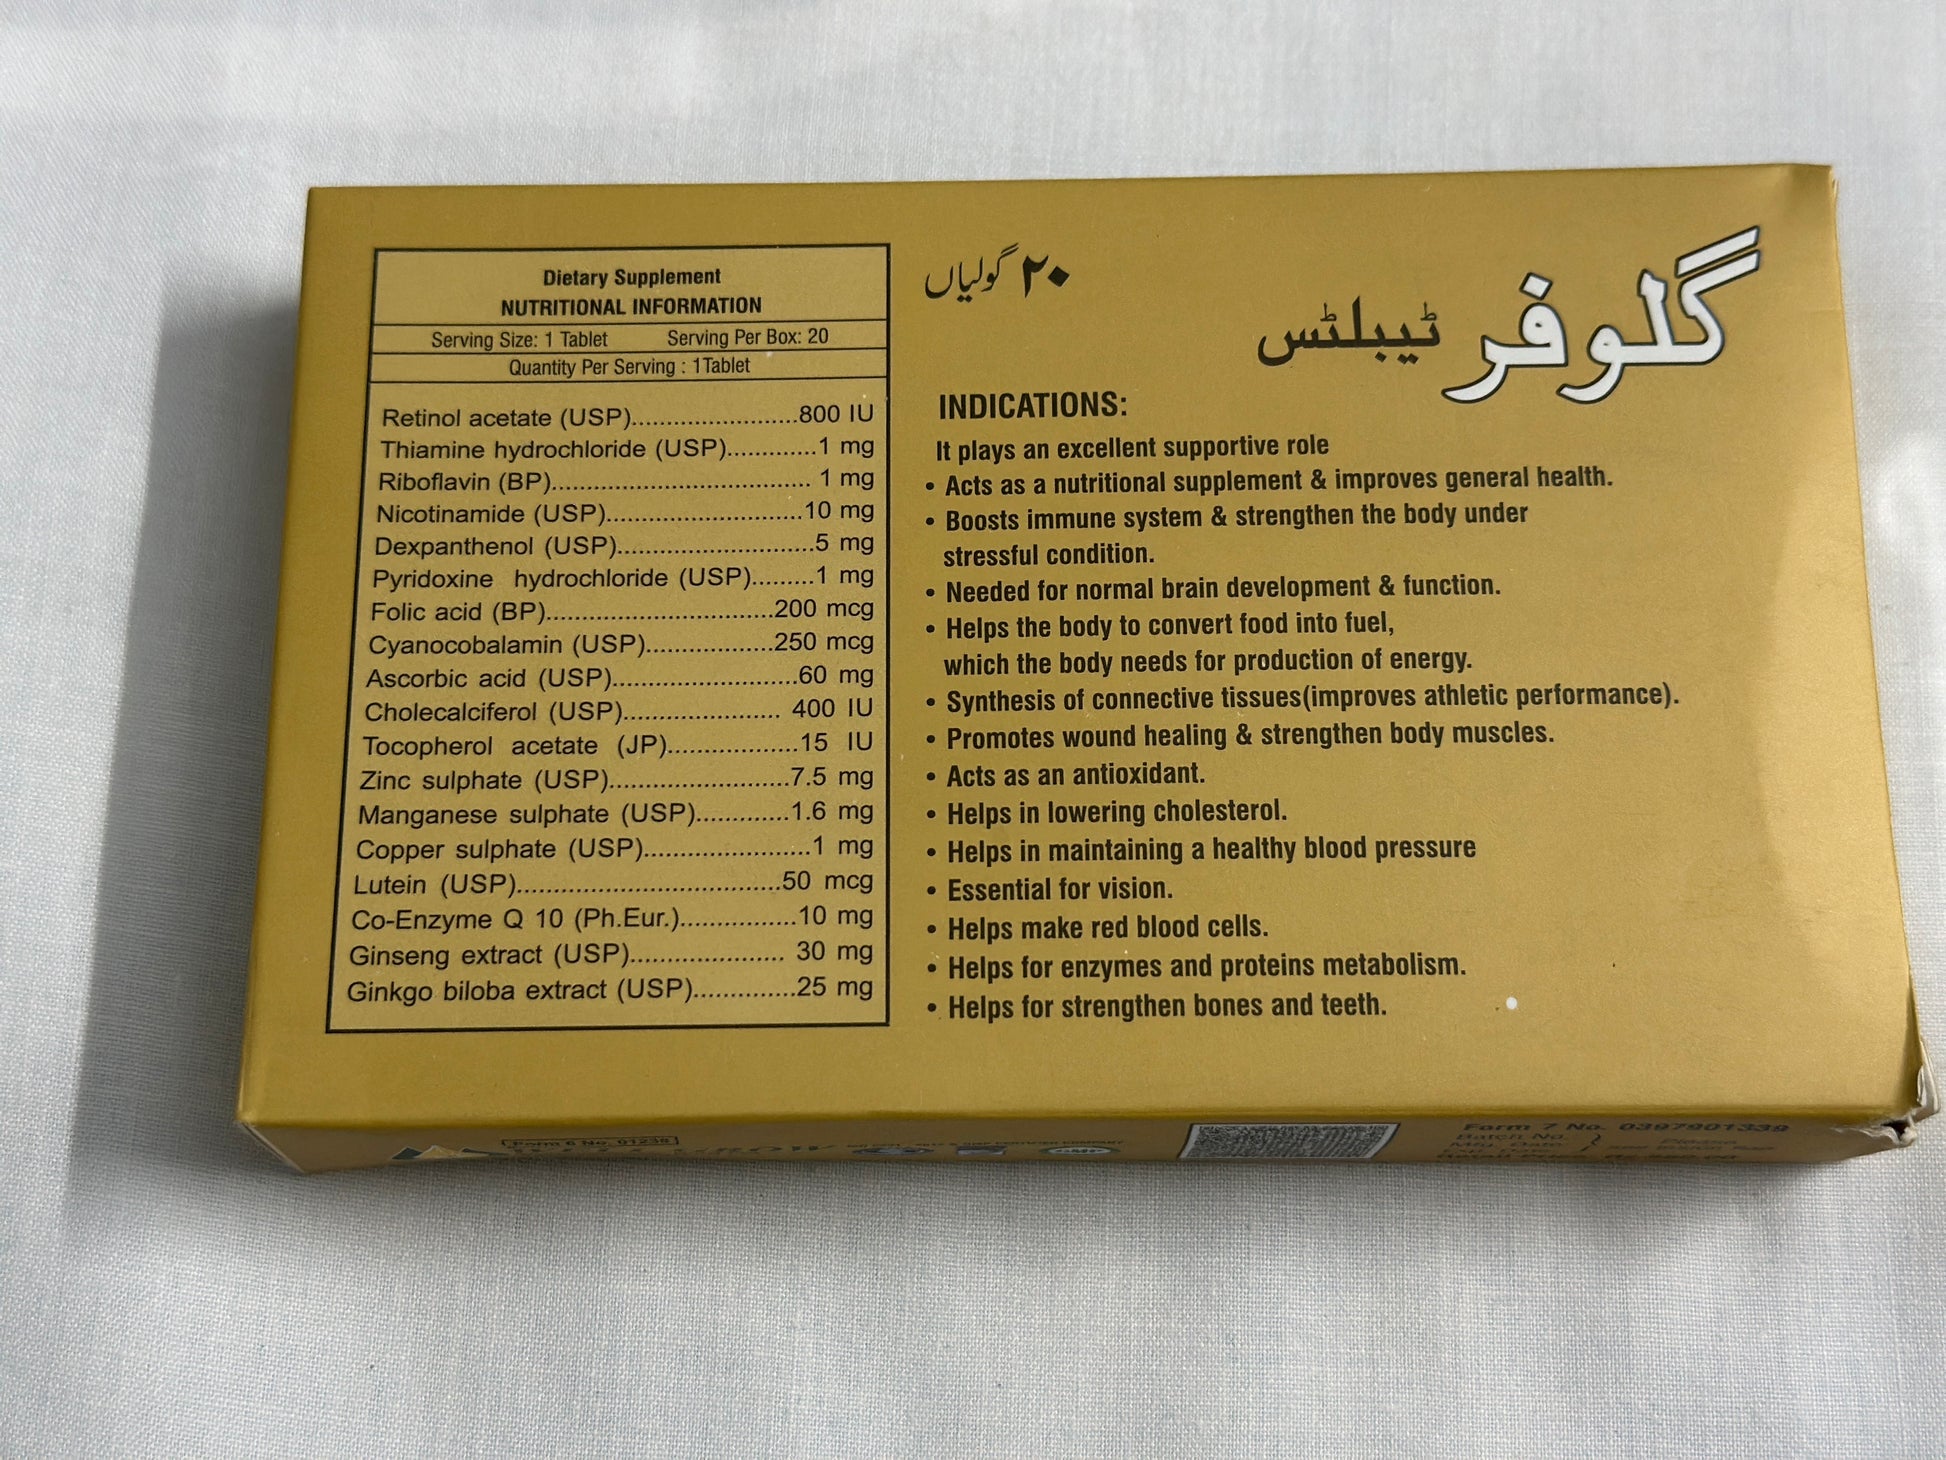 Dietary Supplement
NUTRITIONAL INFORMATION
Serving Size: 1 Tablet Serving Per Box: 20
Quantity Per Serving : 1Tablet
Retinol acetate (USP).........................800 IU
Thiamine hydrochloride (USP).............1 mg
Riboflavin (BP)..................................... 1 mg
Nicotinamide (USP)............................10 mg
Dexpanthenol (USP)............................5 mg
Pyridoxine hydrochloride (USP).........1 mg
Folic acid (BP)................................200 mcg
Cyanocobalamin (USP)..................250 mcg
Ascorbic acid (USP)..........................60 mg
Cholecalciferol (USP)...................... 400 IU
Tocopherol acetate (JP)..................15 IU
Zinc sulphate (USP).........................7.5 mg
Manganese sulphate (USP).............1.6 mg
Copper sulphate (USP).......................1 mg
Lutein (USP)....................................50 mcg
Co-Enzyme Q 10 (Ph.Eur.)................10 mg
Ginseng extract (USP)...................... 30 mg
Ginkgo biloba extract (USP)..............25 mg
۲۰ گولیاں
گلوفر ٹیبلٹس
INDICATIONS:
It plays an excellent supportive role
• Acts as a nutritional supplement & improves general health.
• Boosts immune system & strengthen the body under
stressful condition.
• Needed for normal brain development & function.
• Helps the body to convert food into fuel,
which the body needs for production of energy.
• Synthesis of connective tissues(improves athletic performance).
• Promotes wound healing & strengthen body muscles.
• Acts as an antioxidant.
• Helps in lowering cholesterol.
• Helps in maintaining a healthy blood pressure
• Essential for vision.
• Helps make red blood cells.
• Helps for enzymes and proteins metabolism.
• Helps for strengthen bones and teeth.
Form 6 No. 01239
Form 7 No. 0397901339
Batch No.